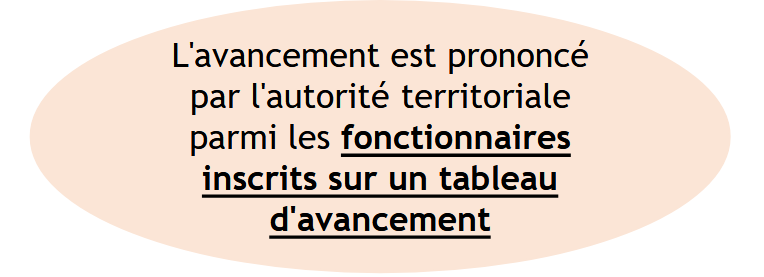 L'avancement est prononcé
par l'autorité territoriale
parmi les fonctionnaires
inscrits sur un tableau
d'avancement